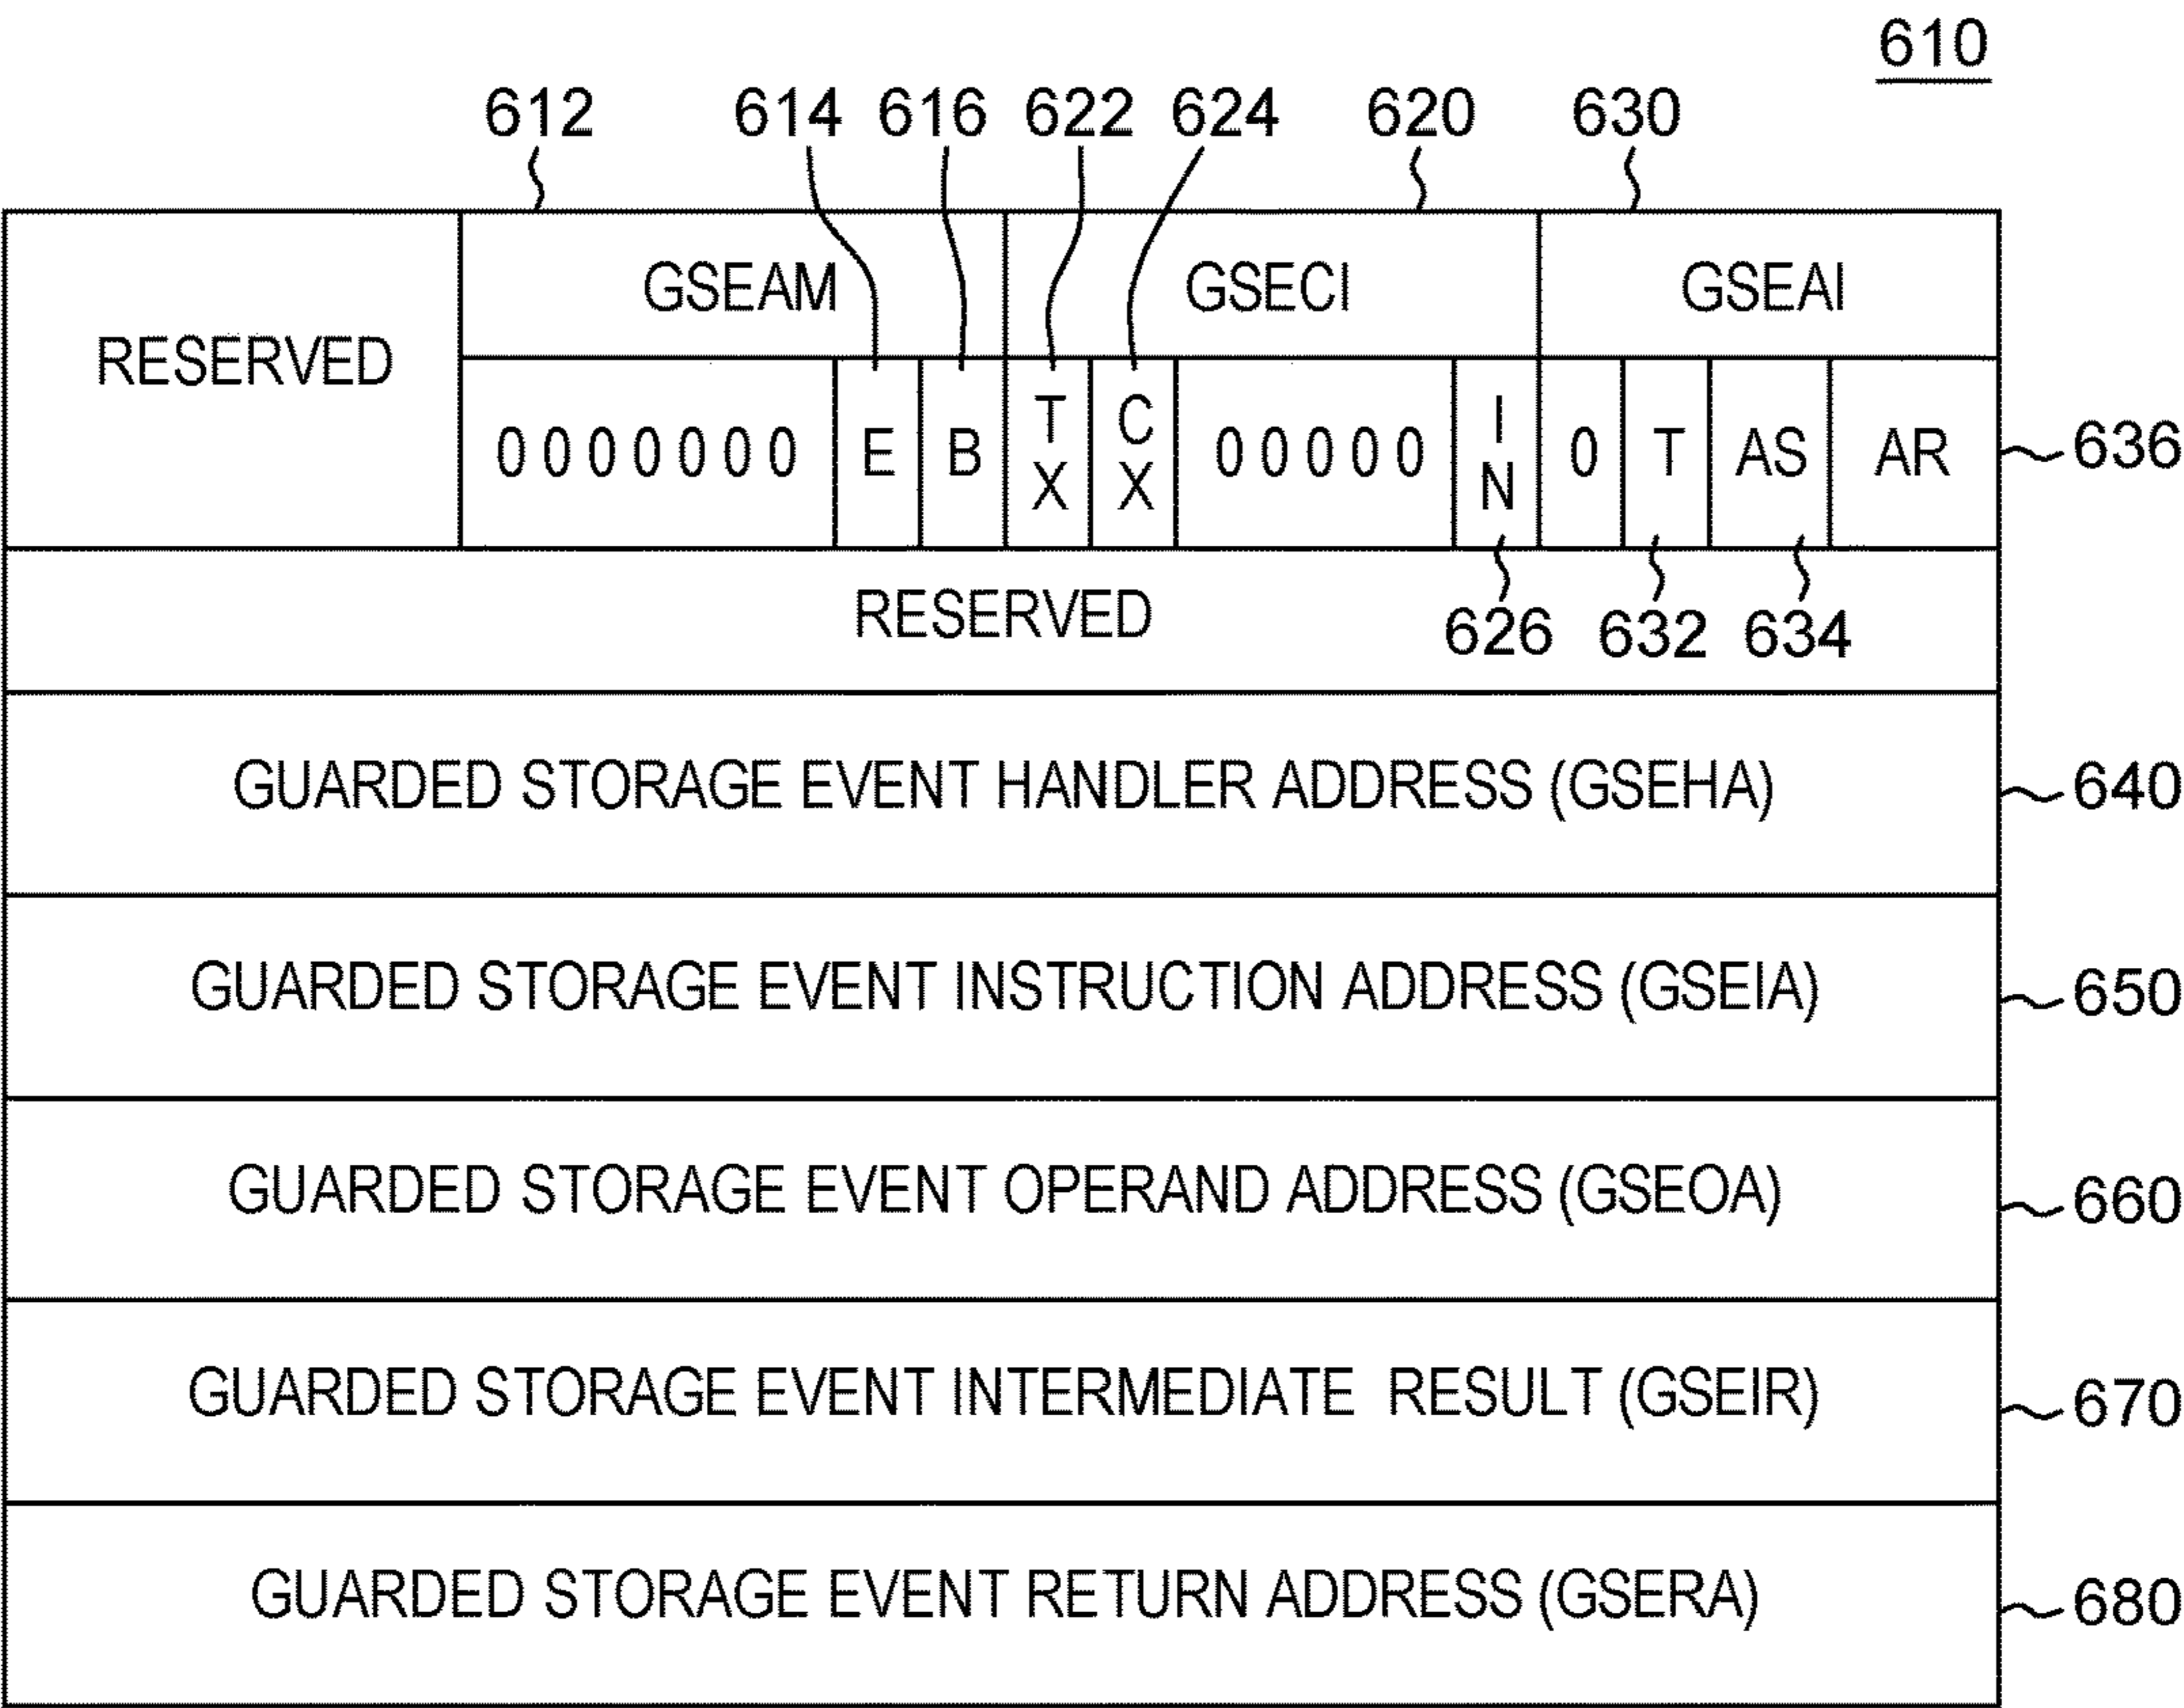 610
612 614 616 622 624 620 630
GSEAM GSECI GSEAI
RESERVED
0 0 0 0 0 0 0 E B TX CX 0 0 0 0 0 IN 0 T AS AR 636
RESERVED
626 632 634
GUARDED STORAGE EVENT HANDLER ADDRESS (GSEHA) 640
GUARDED STORAGE EVENT INSTRUCTION ADDRESS (GSEIA) 650
GUARDED STORAGE EVENT OPERAND ADDRESS (GSEOA) 660
GUARDED STORAGE EVENT INTERMEDIATE RESULT (GSEIR) 670
GUARDED STORAGE EVENT RETURN ADDRESS (GSERA) 680